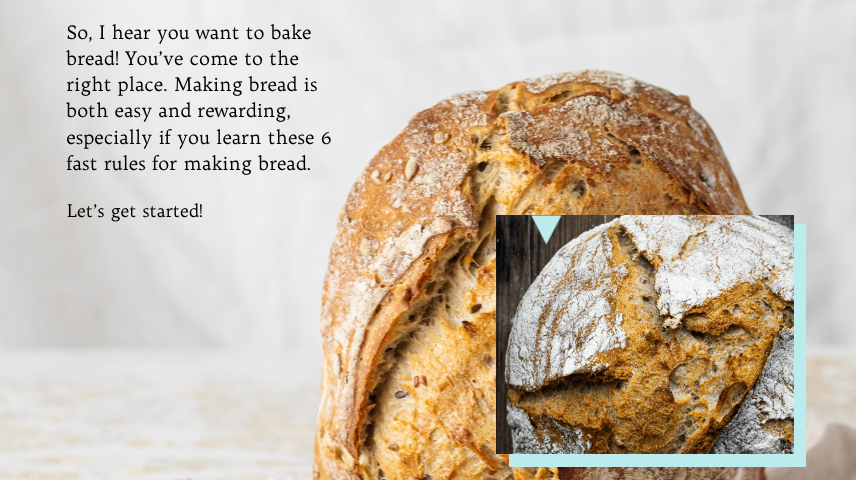 So, I hear you want to bake
bread! You’ve come to the
right place. Making bread is
both easy and rewarding,
especially if you learn these 6
fast rules for making bread.
Let’s get started!